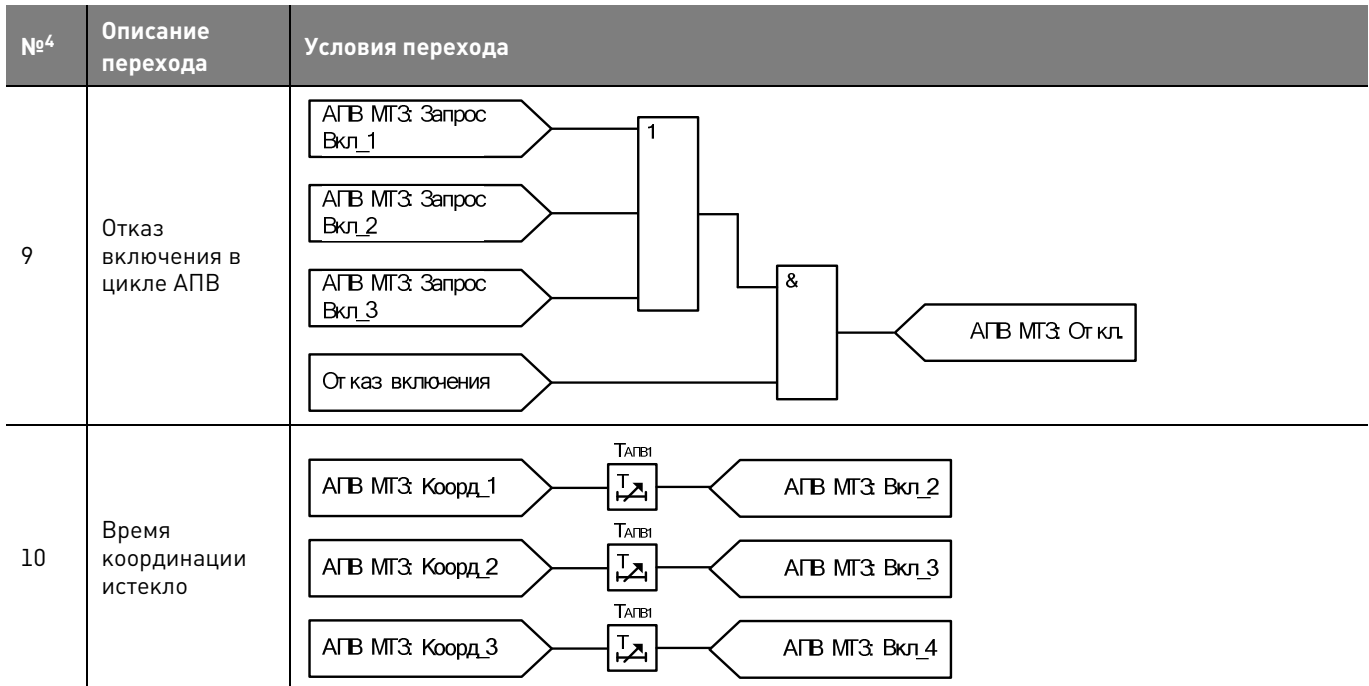 №⁴
Описание
перехода
Условия перехода
9
Отказ
включения в
цикле АПВ
АПВ МТЗ: Запрос
Вкл_1
АПВ МТЗ: Запрос
Вкл_2
АПВ МТЗ: Запрос
Вкл_3
Отказ включения
1
&
АПВ МТЗ: Откл.
10
Время
координации
истекло
АПВ МТЗ: Коорд_1
TАПВ1
T
АПВ МТЗ: Вкл_2
АПВ МТЗ: Коорд_2
TАПВ1
T
АПВ МТЗ: Вкл_3
АПВ МТЗ: Коорд_3
TАПВ1
T
АПВ МТЗ: Вкл_4